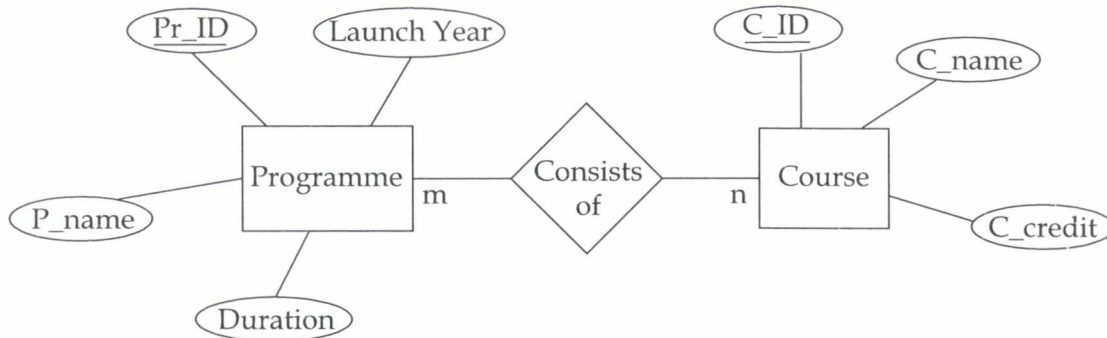 Pr_ID
Launch Year
C_ID
C_name
Programme
m
Consists
of
n
Course
P_name
C_credit
Duration